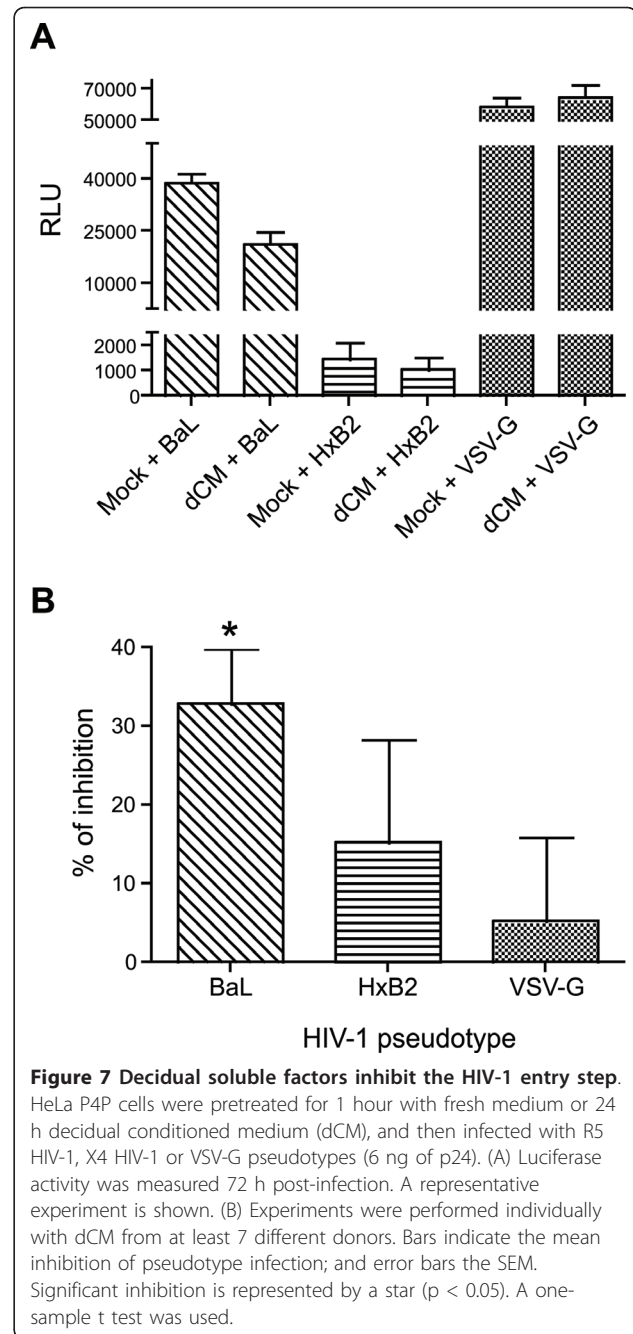 A
70000
50000
40000
25000
10000
2000
1000
0
RLU
Mock + BaL
dCM + BaL
Mock + HxB2
dCM + HxB2
Mock + VSV-G
dCM + VSV-G
B
*
40
30
20
10
0
% of inhibition
BaL
HxB2
VSV-G
HIV-1 pseudotype
Figure 7 Decidual soluble factors inhibit the HIV-1 entry step.
HeLa P4P cells were pretreated for 1 hour with fresh medium or 24
h decidual conditioned medium (dCM), and then infected with R5
HIV-1, X4 HIV-1 or VSV-G pseudotypes (6 ng of p24). (A) Luciferase
activity was measured 72 h post-infection. A representative
experiment is shown. (B) Experiments were performed individually
with dCM from at least 7 different donors. Bars indicate the mean
inhibition of pseudotype infection; and error bars the SEM.
Significant inhibition is represented by a star (p < 0.05). A one-
sample t test was used.